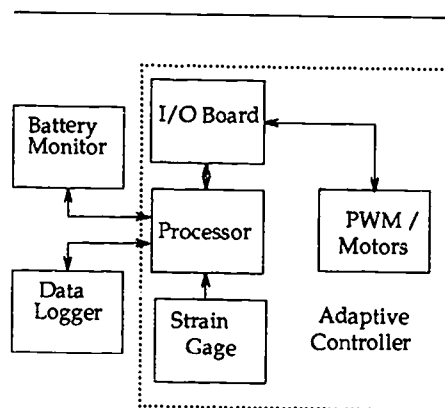 I/O Board
Battery
Monitor
Processor
PWM /
Motors
Data
Logger
Strain
Gage
Adaptive
Controller